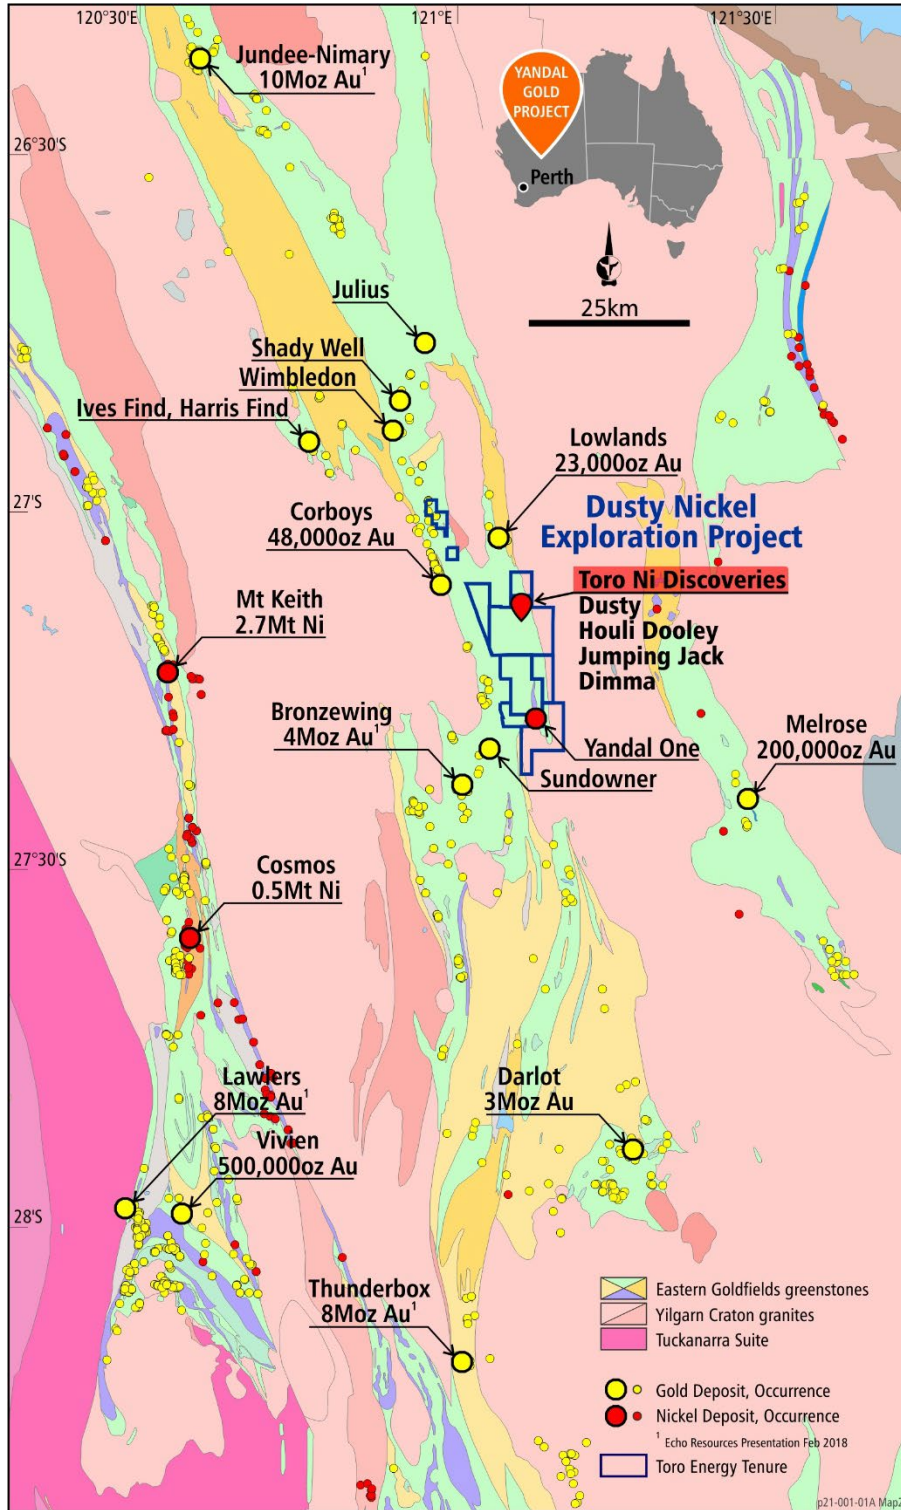 120°30'E
121°E
121°30'E
Jundee-Nimary
10Moz Au¹
YANDAL
GOLD
PROJECT
Perth
26°30'S
25km
Julius
Shady Well
Wimbledon
Ives Find, Harris Find
Lowlands
23,000oz Au
27°S
Corboys
48,000oz Au
Dusty Nickel
Exploration Project
Toro Ni Discoveries
Dusty
Houli Dooley
Jumping Jack
Dimma
Mt Keith
2.7Mt Ni
Bronzewing
4Moz Au¹
Yandal One
Sundowner
Melrose
200,000oz Au
27°30'S
Cosmos
0.5Mt Ni
Lawlers
8Moz Au¹
Vivien
500,000oz Au
Darlot
3Moz Au
28°S
Thunderbox
8Moz Au¹
Eastern Goldfields greenstones
Yilgarn Craton granites
Tuckanarra Suite
Gold Deposit, Occurrence
Nickel Deposit, Occurrence
¹ Echo Resources Presentation Feb 2018
Toro Energy Tenure